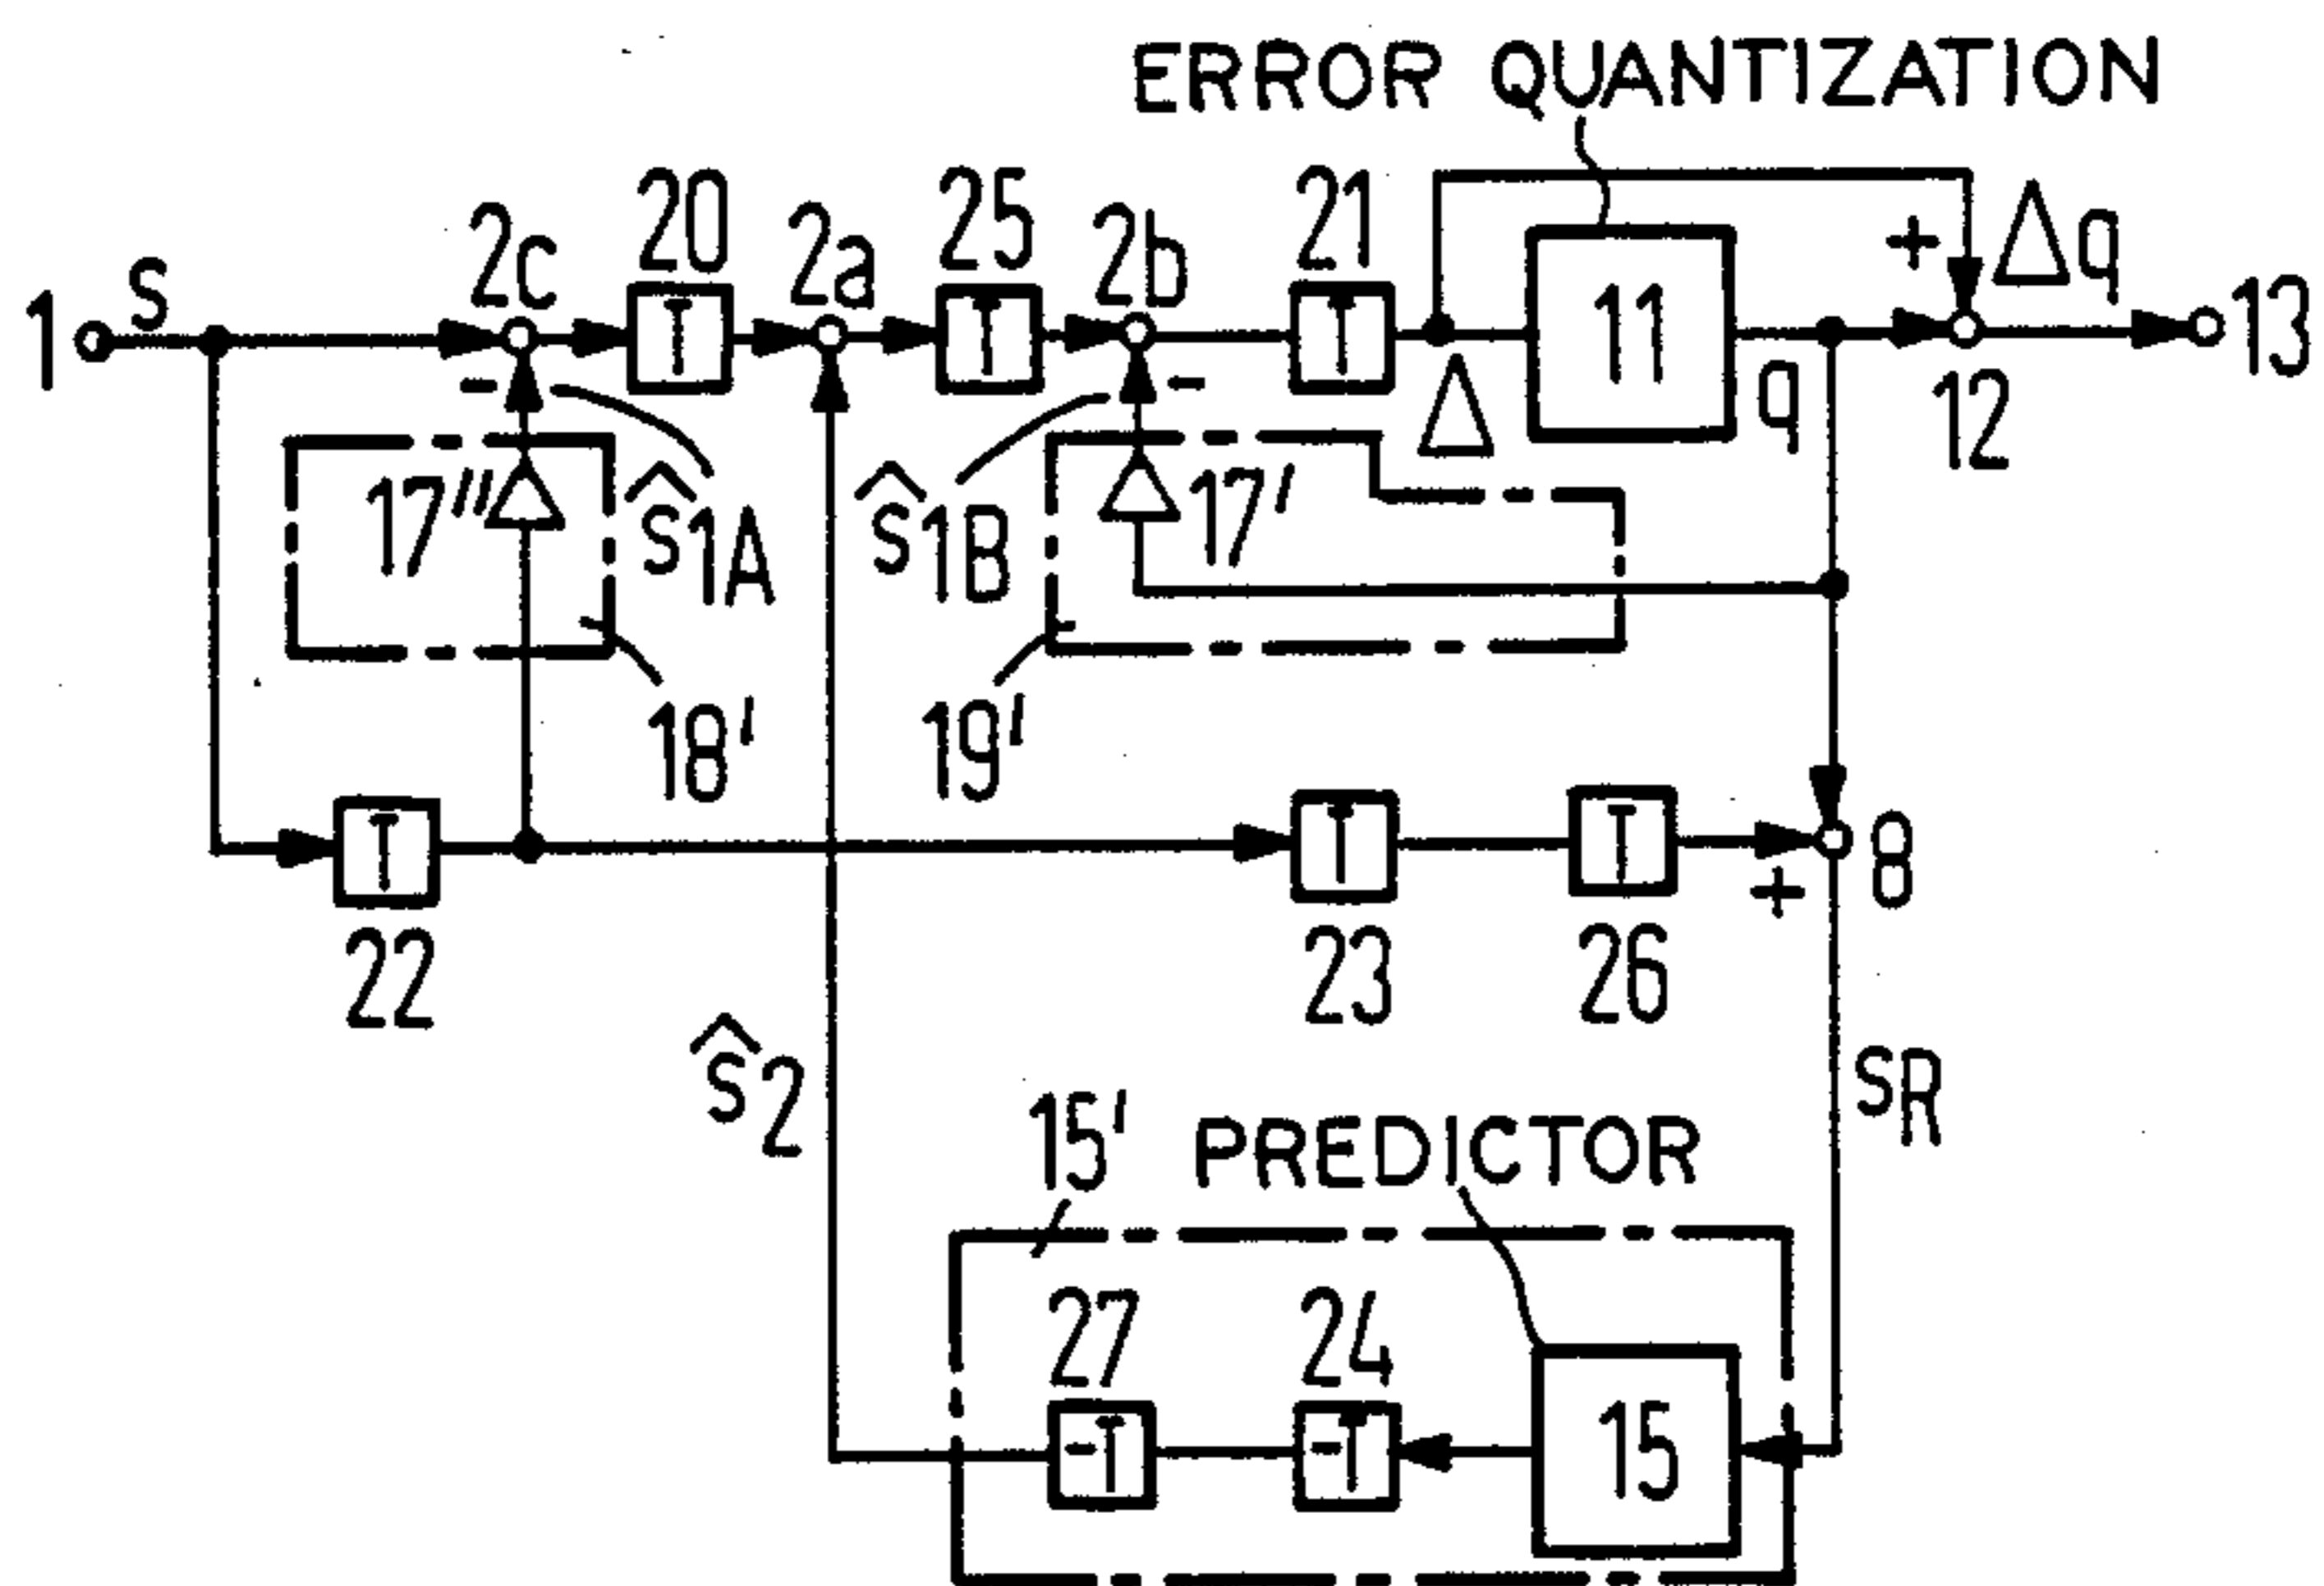 ERROR QUANTIZATION
1 S 2c 20 2a 25 2b 21 11 + Δq 13
T T T Δ q 12
- ŝ1A ŝ1B -
17″ 17′
18′ 19′
T T T + 8
22 23 26
ŝ2 SR
15′ PREDICTOR
27 24
-T -T 15